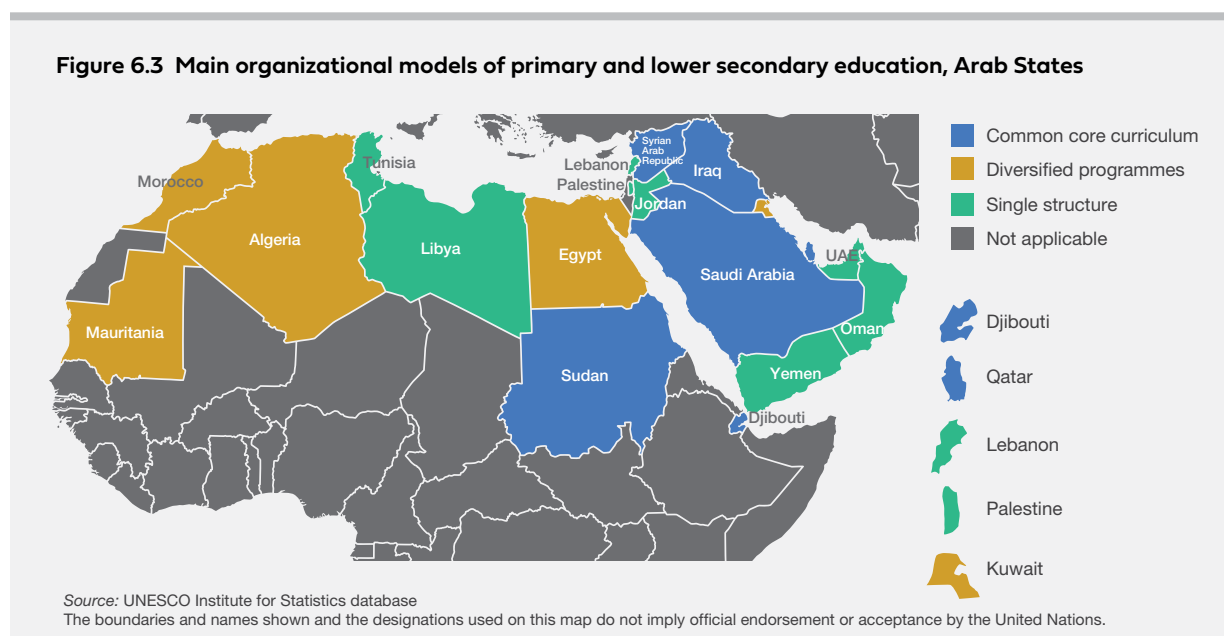 Figure 6.3 Main organizational models of primary and lower secondary education, Arab States
Common core curriculum
Diversified programmes
Single structure
Not applicable
Tunisia
Morocco
Algeria
Libya
Egypt
Mauritania
Sudan
Lebanon
Palestine
Syrian
Arab
Republic
Iraq
Jordan
Saudi Arabia
UAE
Oman
Yemen
Djibouti
Djibouti
Qatar
Lebanon
Palestine
Kuwait
Source: UNESCO Institute for Statistics database
The boundaries and names shown and the designations used on this map do not imply official endorsement or acceptance by the United Nations.